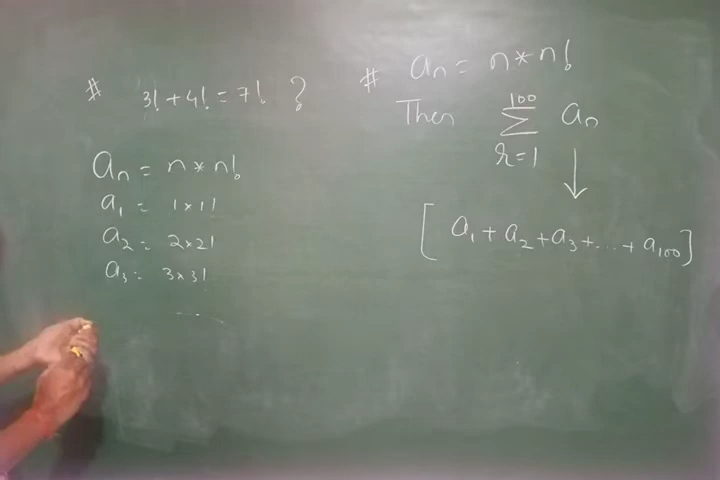 # 3! + 4! = 7! ?
aₙ = n * n!
a₁ = 1 × 1!
a₂ = 2 × 2!
a₃ = 3 × 3!
....
# aₙ = n * n!
Then ∑ aₙ
100
r=1
↓
[a₁ + a₂ + a₃ + ... + a₁₀₀]